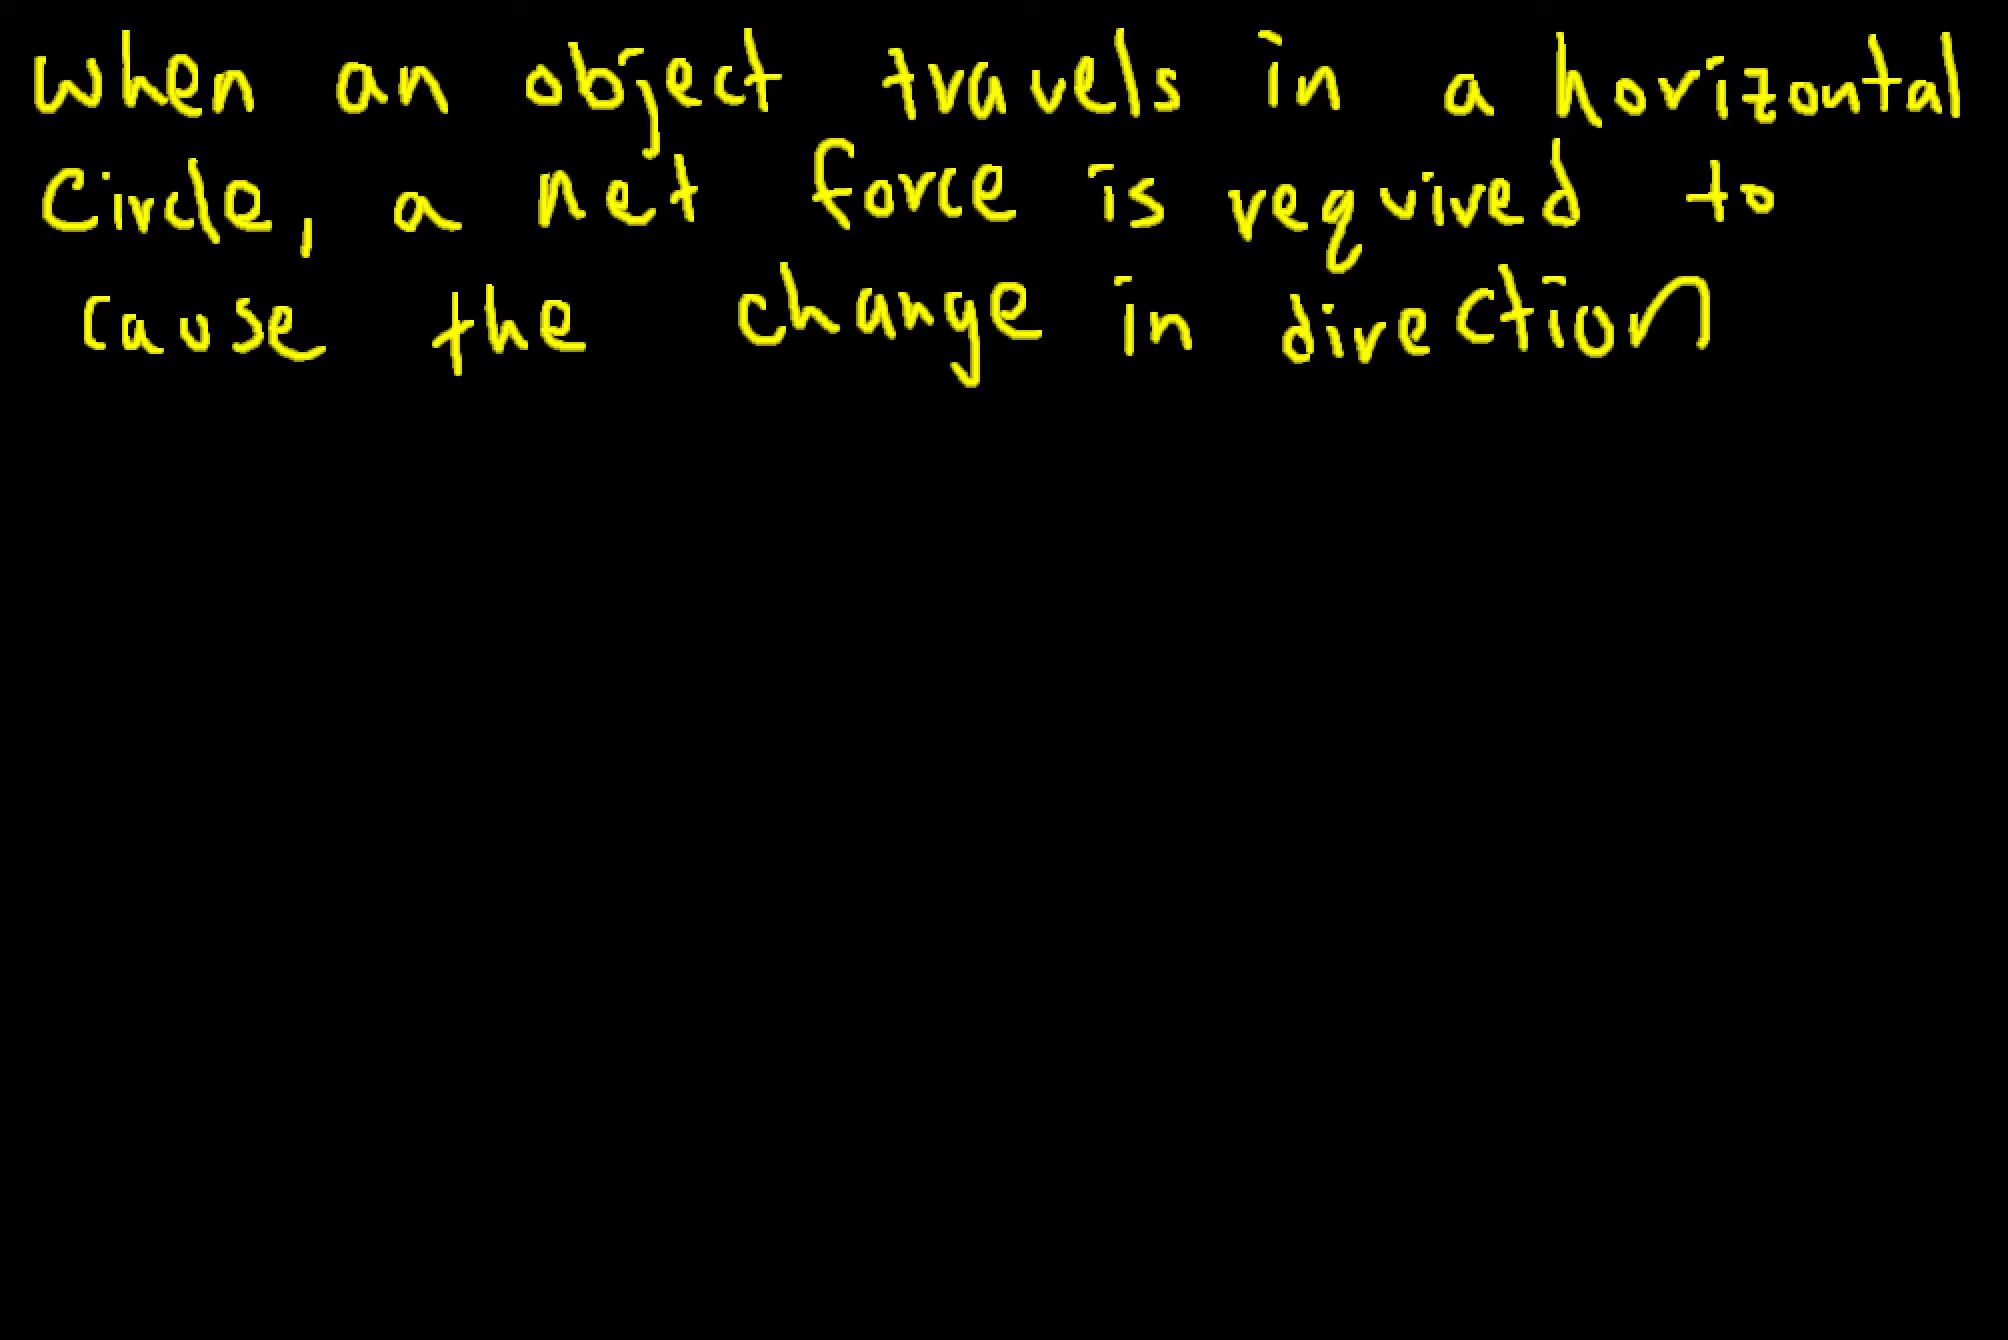 when an object travels in a horizontal
Circle, a net force is required to
cause the change in direction